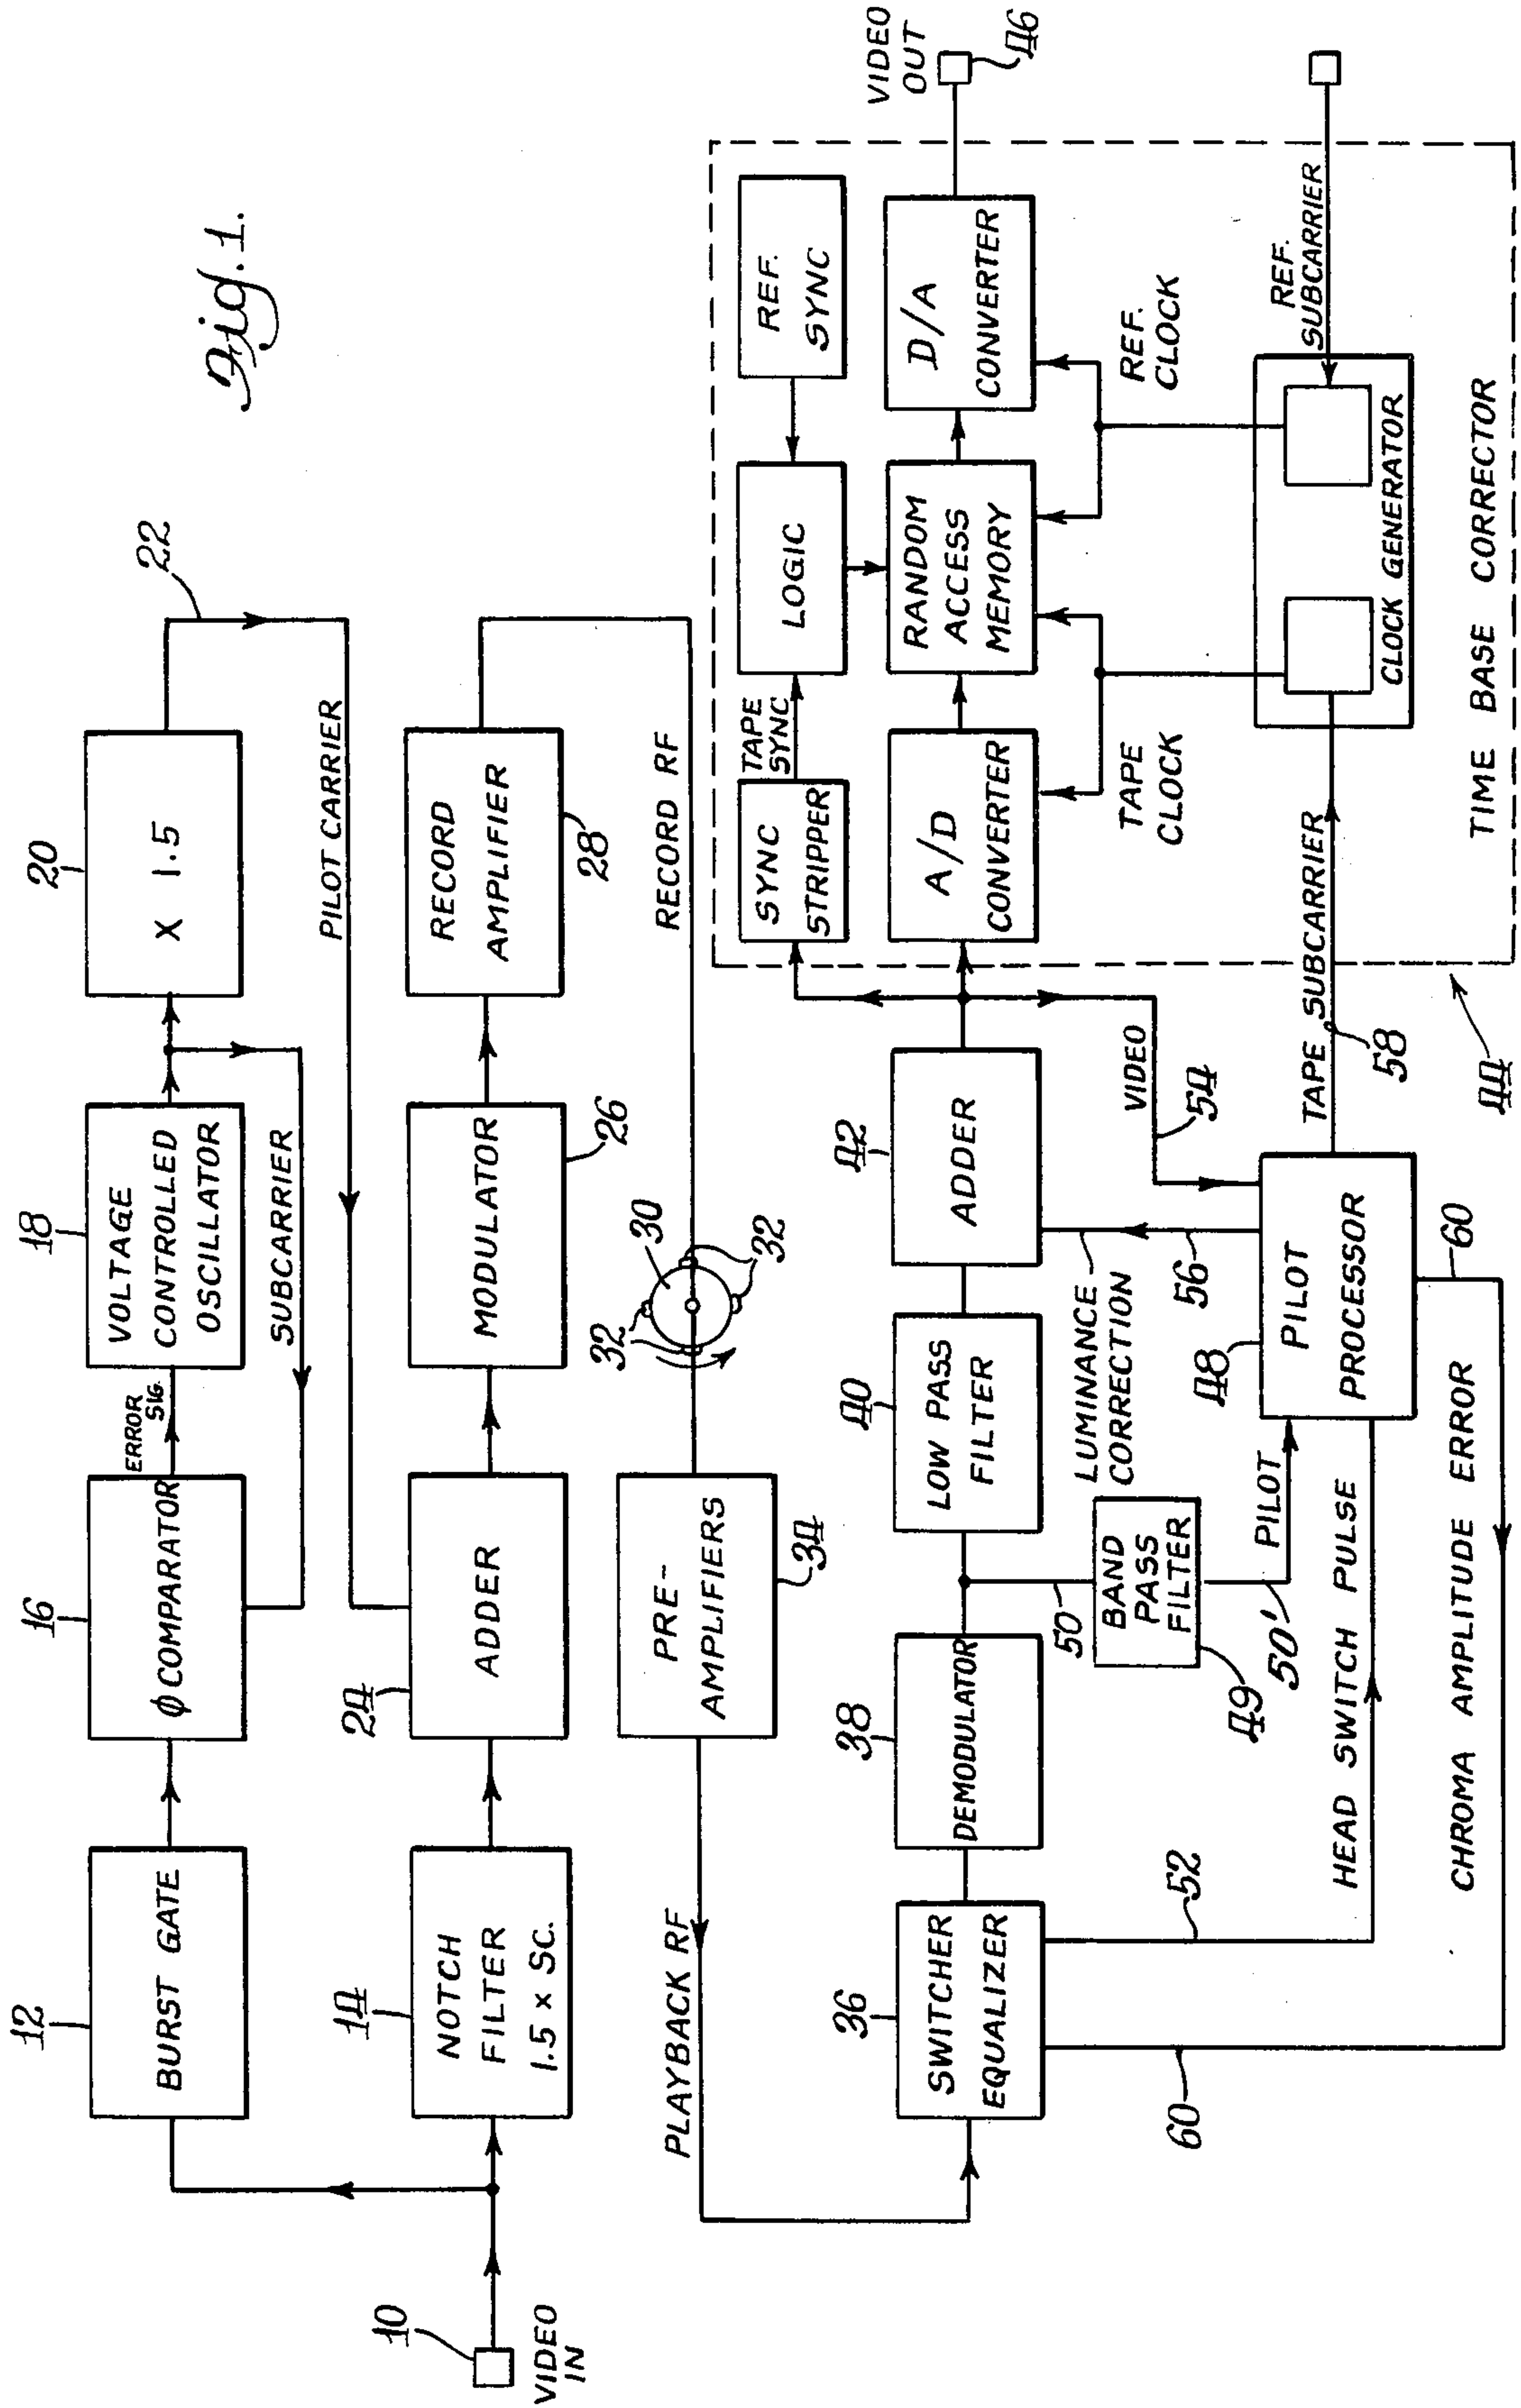 Fig. 1.
10
VIDEO
IN
12
BURST GATE
14
NOTCH
FILTER
1.5 x SC.
16
ϕ COMPARATOR
ERROR
SIG.
18
VOLTAGE
CONTROLLED
OSCILLATOR
SUBCARRIER
20
X 1.5
22
PILOT CARRIER
24
ADDER
MODULATOR
26
RECORD
AMPLIFIER
28
RECORD RF
30
32
32
PRE-
AMPLIFIERS
34
PLAYBACK RF
36
SWITCHER
EQUALIZER
38
DEMODULATOR
40
LOW PASS
FILTER
42
ADDER
50
BAND
PASS
FILTER
49
50'
PILOT
LUMINANCE
CORRECTION
56
VIDEO
54
48
PILOT
PROCESSOR
52
HEAD SWITCH PULSE
60
60
CHROMA AMPLITUDE ERROR
TAPE SUBCARRIER
58
44
SYNC
STRIPPER
TAPE
SYNC
LOGIC
REF.
SYNC
A/D
CONVERTER
RANDOM
ACCESS
MEMORY
D/A
CONVERTER
VIDEO
OUT
46
TAPE
CLOCK
REF.
CLOCK
REF.
SUBCARRIER
CLOCK GENERATOR
TIME BASE CORRECTOR